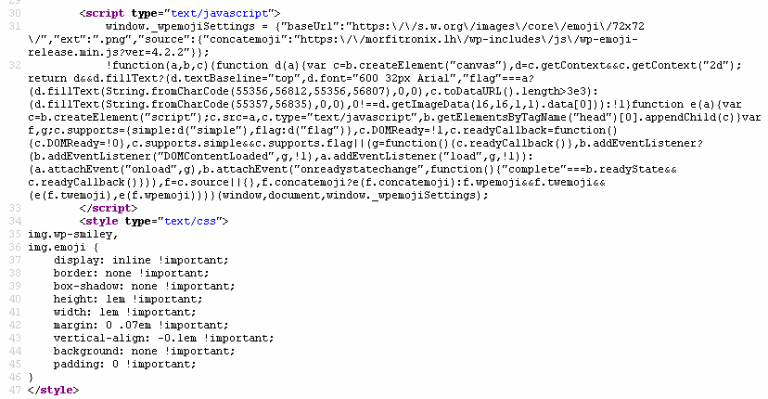 30 <script type="text/javascript">
31 window._wpemojiSettings = {"baseUrl":"https:\/\/s.w.org\/images\/core\/emoji\/72x72
\/","ext":".png","source":{"concatemoji":"https:\/\/morfitronix.lh\/wp-includes\/js\/wp-emoji-
release.min.js?ver=4.2.2"}};
32 !function(a,b,c){function d(a){var c=b.createElement("canvas"),d=c.getContext&&c.getContext("2d");
return d&&d.fillText?(d.textBaseline="top",d.font="600 32px Arial","flag"===a?
(d.fillText(String.fromCharCode(55356,56812,55356,56807),0,0),c.toDataURL().length>3e3):
(d.fillText(String.fromCharCode(55357,56835),0,0),0!==d.getImageData(16,16,1,1).data[0])):!1}function e(a){var
c=b.createElement("script");c.src=a,c.type="text/javascript",b.getElementsByTagName("head")[0].appendChild(c)}var
f,g;c.supports={simple:d("simple"),flag:d("flag")},c.DOMReady=!1,c.readyCallback=function()
{c.DOMReady=!0},c.supports.simple&&c.supports.flag||(g=function(){c.readyCallback()},b.addEventListener?
(b.addEventListener("DOMContentLoaded",g,!1),a.addEventListener("load",g,!1)):
(a.attachEvent("onload",g),b.attachEvent("onreadystatechange",function(){"complete"===b.readyState&&
c.readyCallback()})),f=c.source||{},f.concatemoji?e(f.concatemoji):f.wpemoji&&f.twemoji&&
(e(f.twemoji),e(f.wpemoji)))}(window,document,window._wpemojiSettings);
33 </script>
34 <style type="text/css">
35 img.wp-smiley,
36 img.emoji {
37 display: inline !important;
38 border: none !important;
39 box-shadow: none !important;
40 height: 1em !important;
41 width: 1em !important;
42 margin: 0 .07em !important;
43 vertical-align: -0.1em !important;
44 background: none !important;
45 padding: 0 !important;
46 }
47 </style>